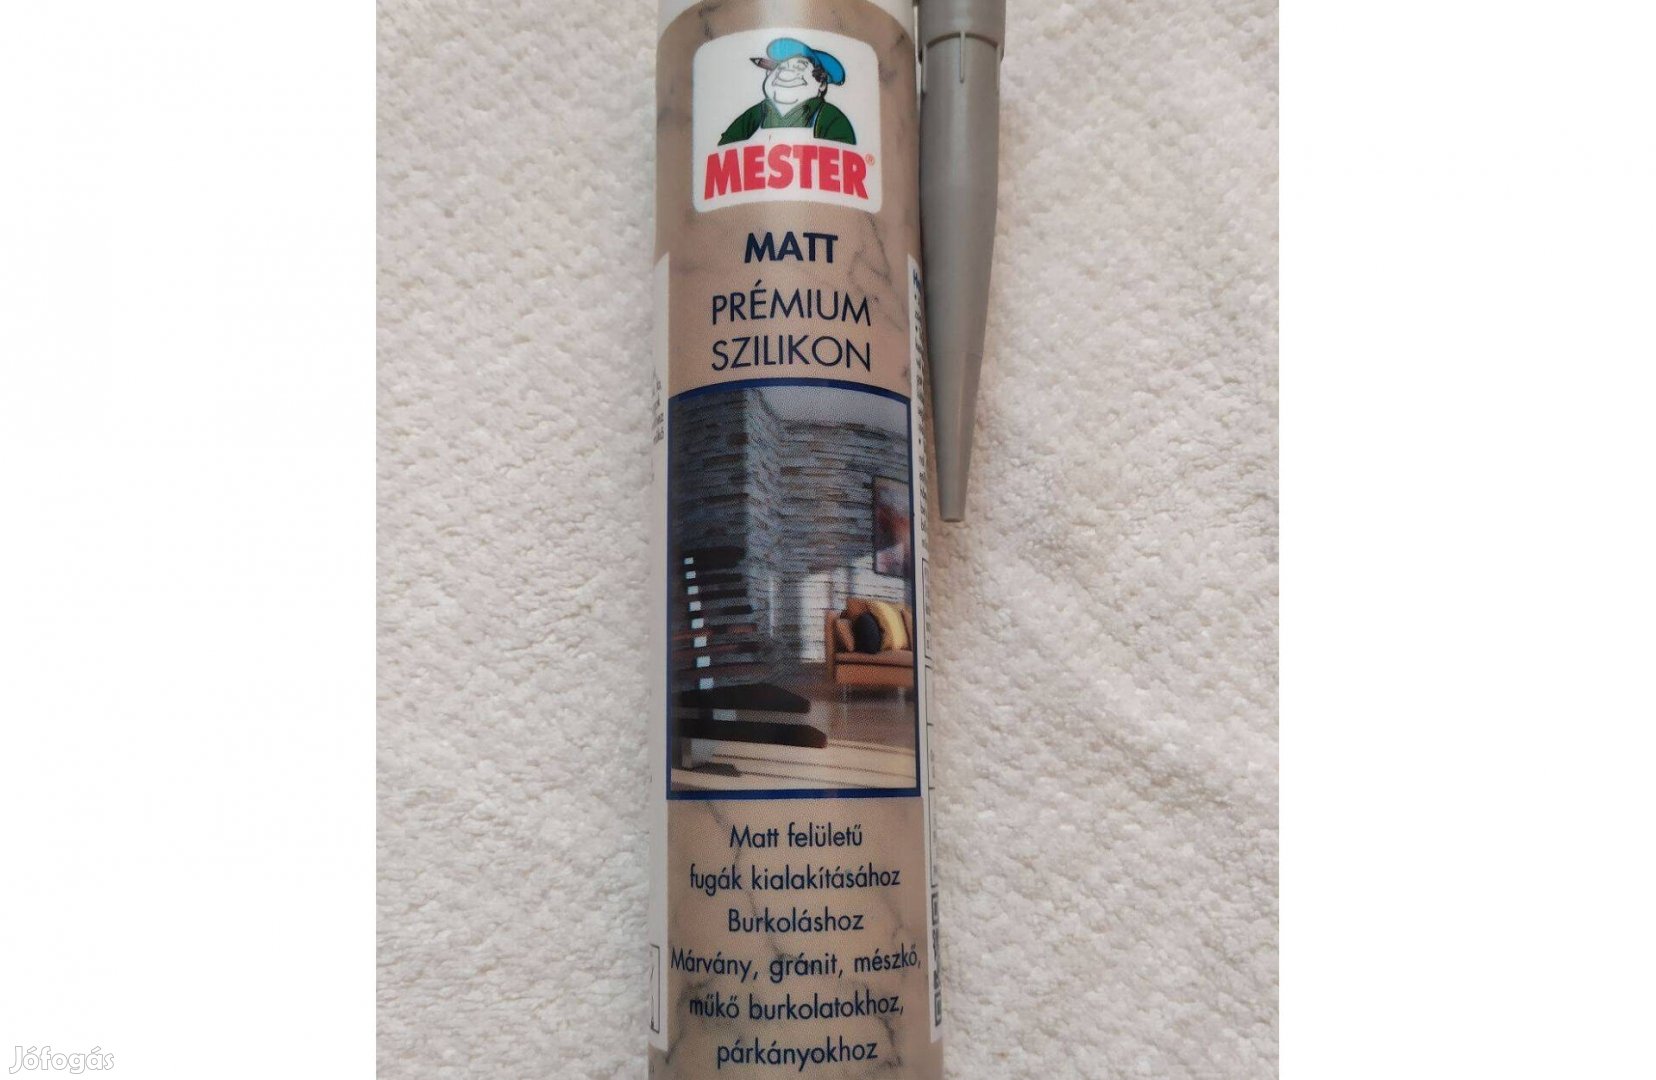 MESTER®
MATT
PRÉMIUM
SZILIKON
Matt felületű
fugák kialakításához
Burkoláshoz
Márvány, gránit, mészkő,
műkő burkolatokhoz,
párkányokhoz
Jófogás